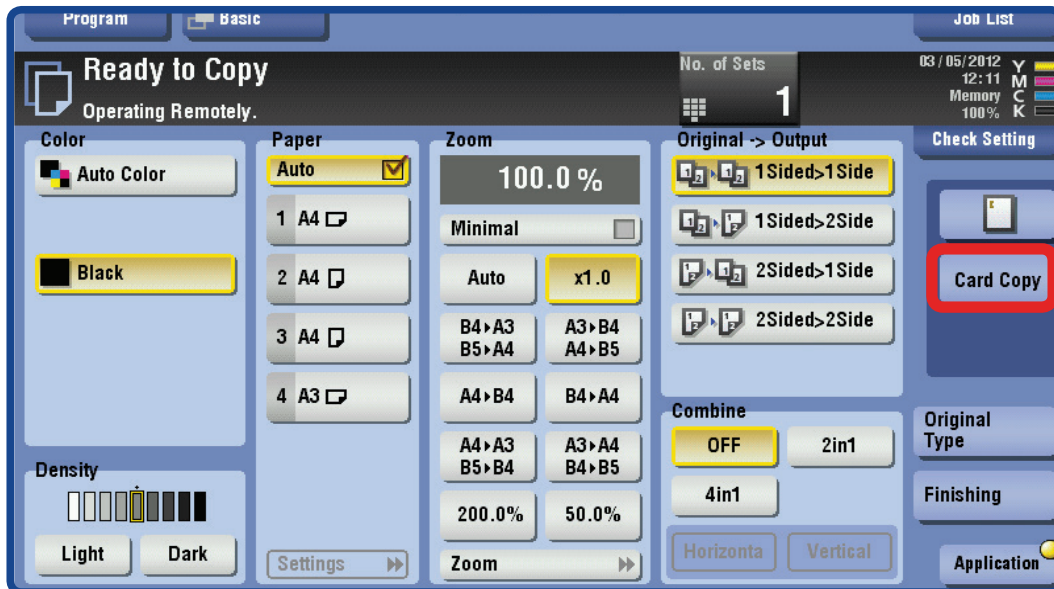 Program
Basic
Job List
Ready to Copy
Operating Remotely.
No. of Sets
1
03/05/2012
12:11
Memory
100%
Y
M
C
K
Color
Auto Color
Black
Density
Light
Dark
Paper
Auto
1 A4
2 A4
3 A4
4 A3
Settings
Zoom
100.0%
Minimal
Auto
x1.0
B4▸A3
B5▸A4
A3▸B4
A4▸B5
A4▸B4
B4▸A4
A4▸A3
B5▸B4
A3▸A4
B4▸B5
200.0%
50.0%
Zoom
Original -> Output
1Sided>1Side
1Sided>2Side
2Sided>1Side
2Sided>2Side
Combine
OFF
2in1
4in1
Horizonta
Vertical
Check Setting
Card Copy
Original
Type
Finishing
Application